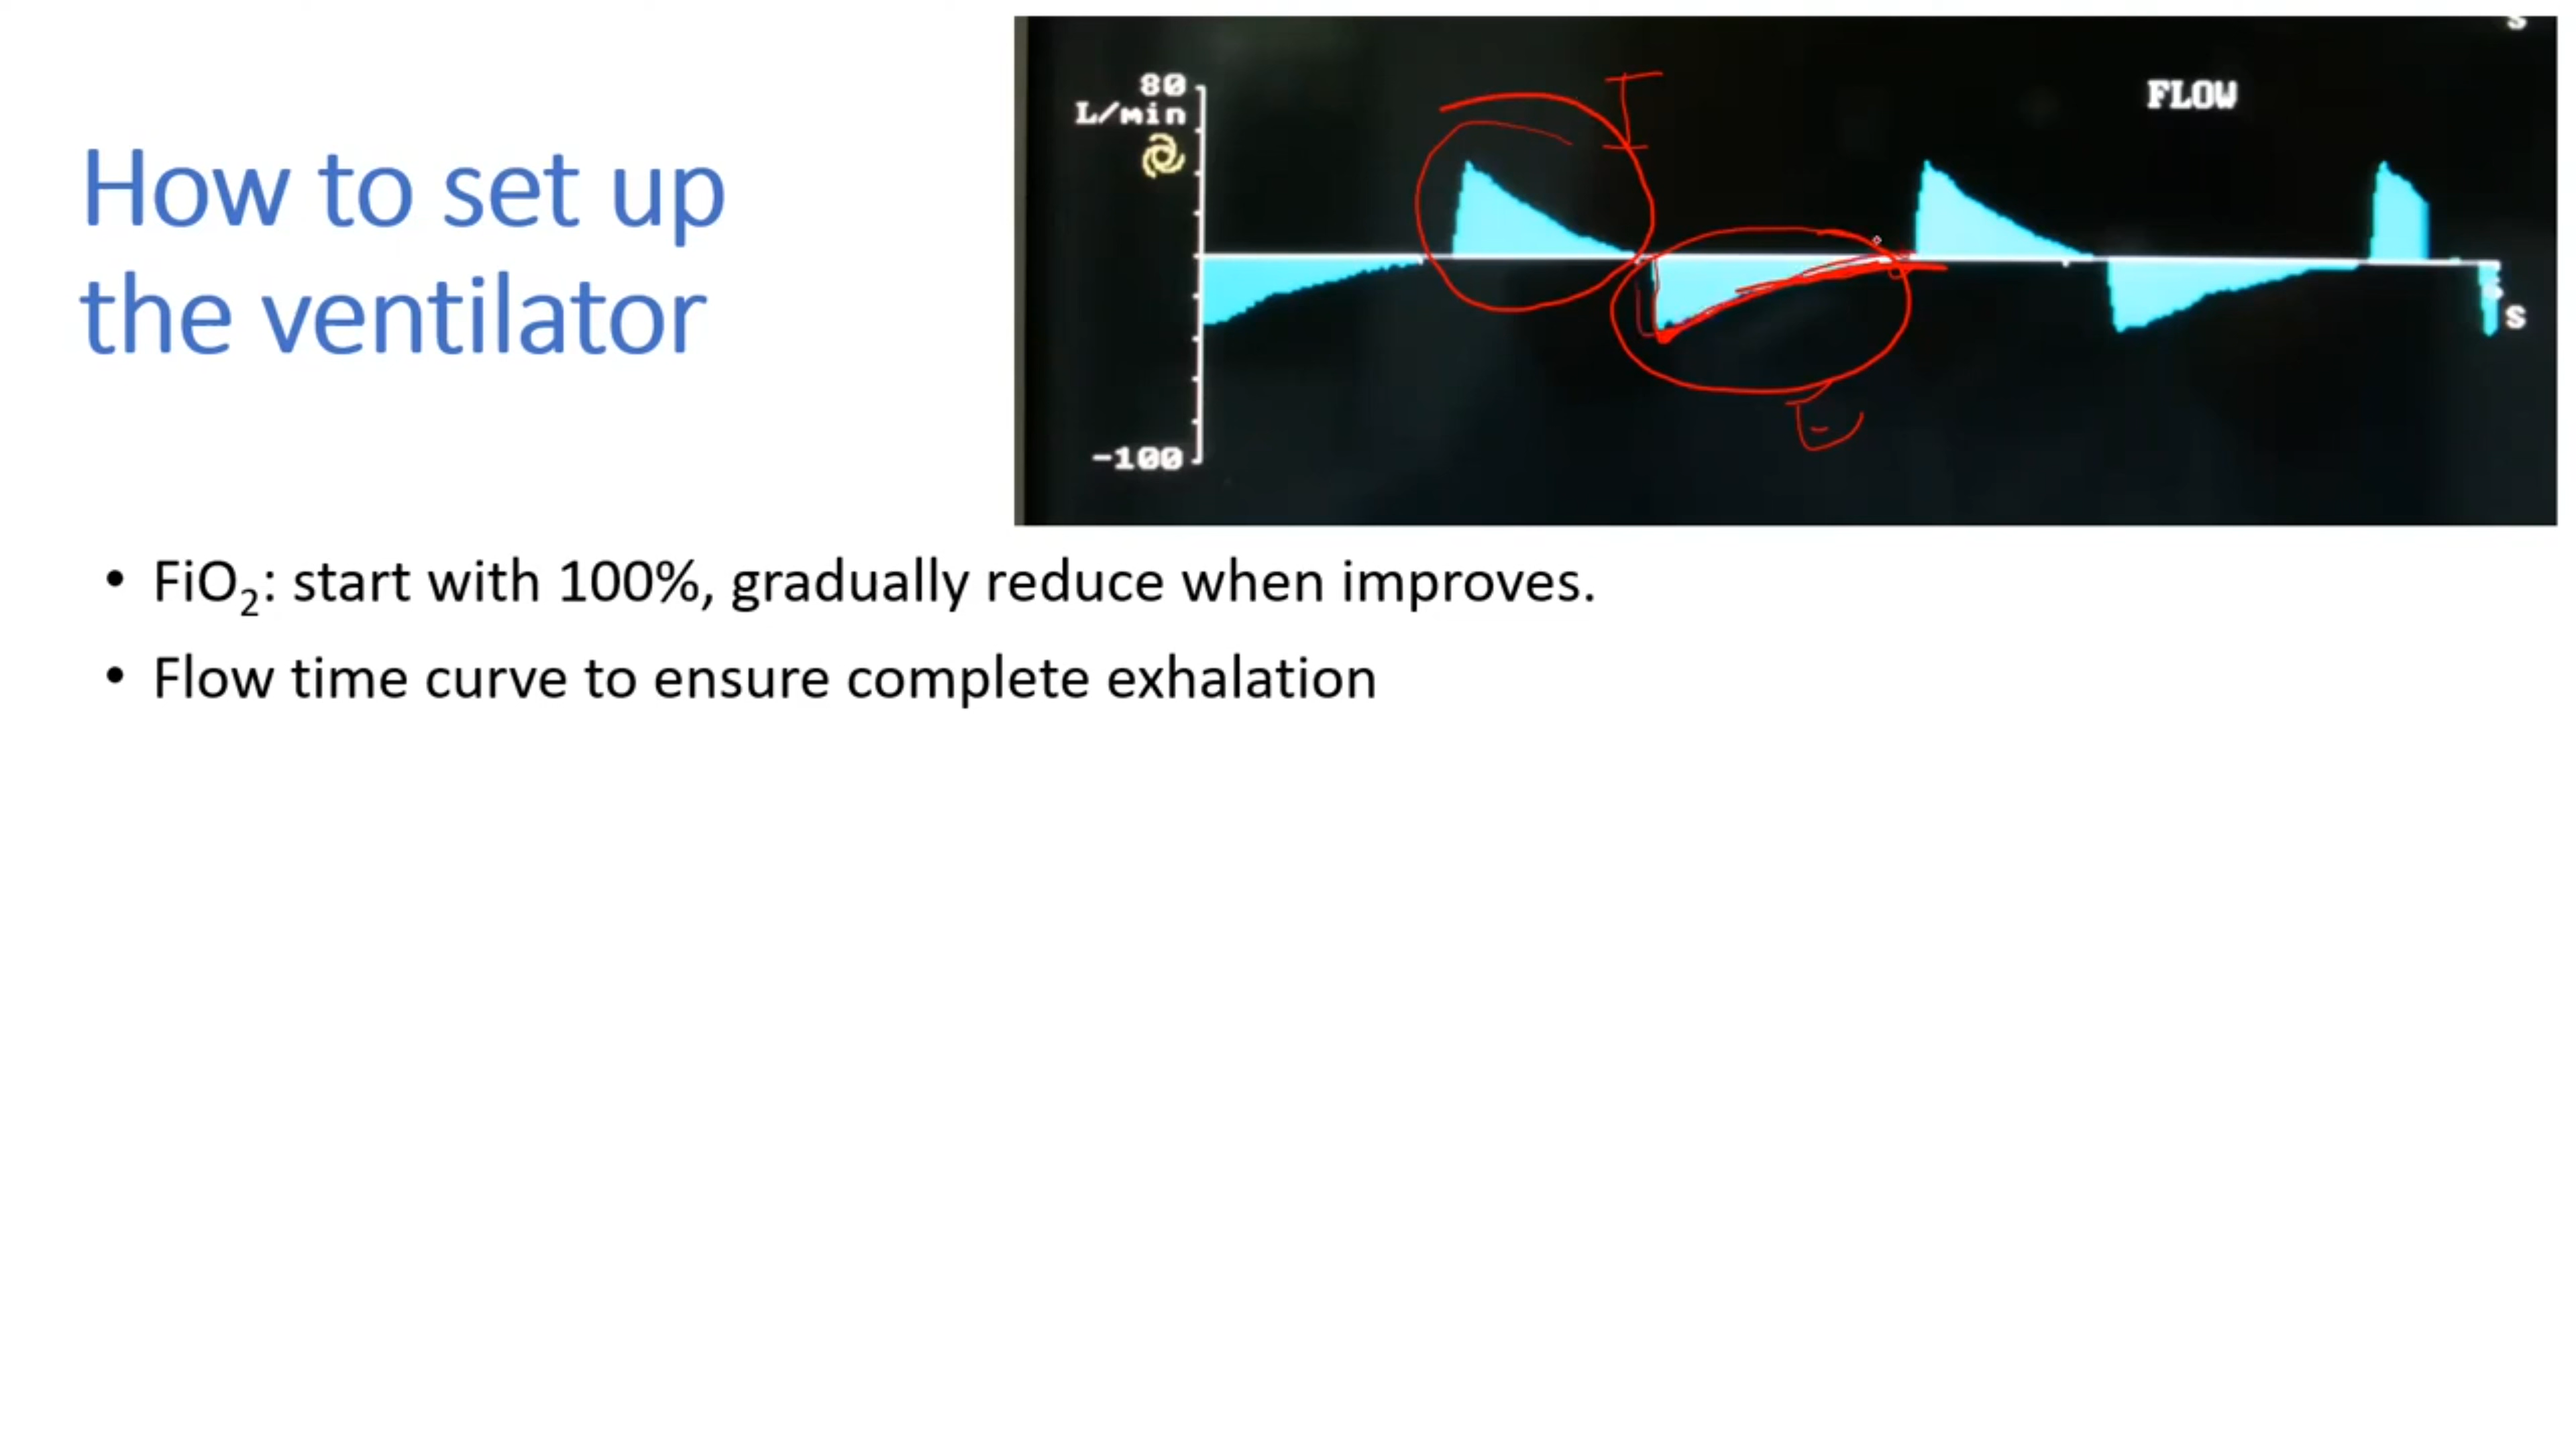 How to set up
the ventilator
80
L/min
FLOW
-100
s
s
I
E
• FiO₂: start with 100%, gradually reduce when improves.
• Flow time curve to ensure complete exhalation